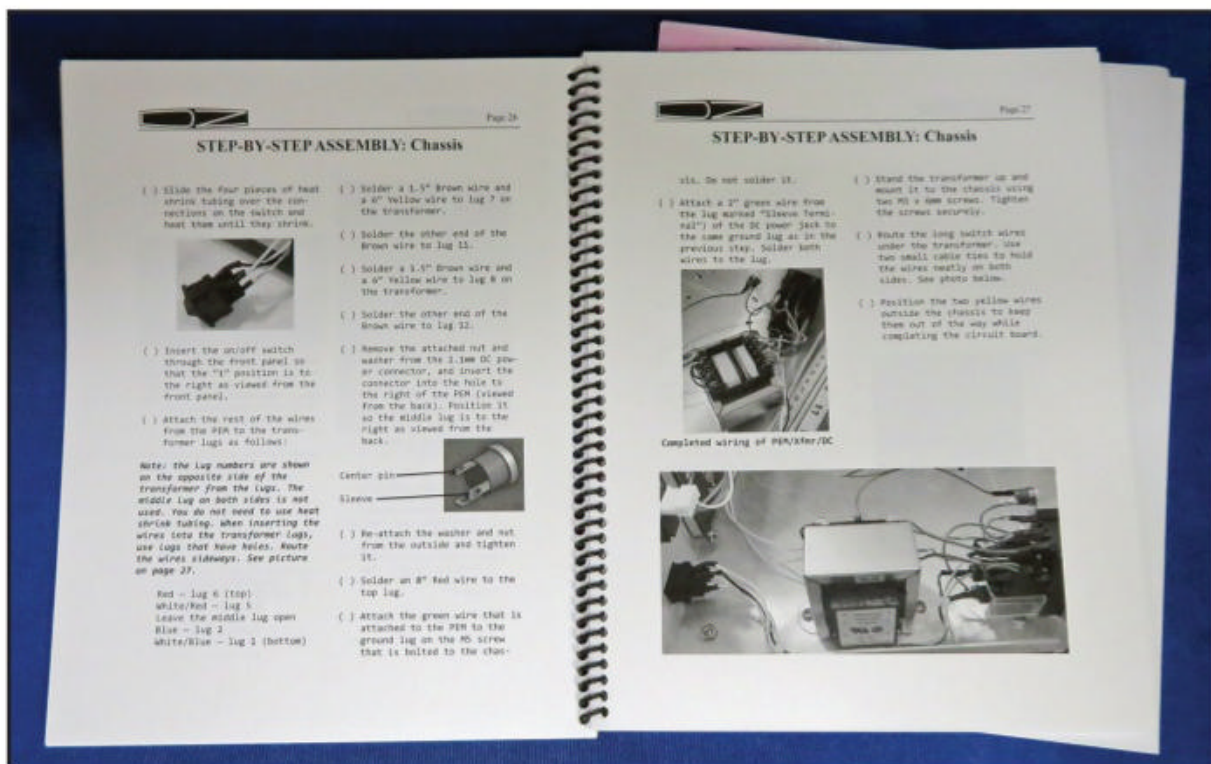 Page 26
STEP-BY-STEP ASSEMBLY: Chassis
( ) Slide the four pieces of heat
shrink tubing over the con-
nections on the switch and
heat them until they shrink.
( ) Insert the on/off switch
through the front panel so
that the "1" position is to
the right as viewed from the
front panel.
( ) Attach the rest of the wires
from the PEM to the trans-
former lugs as follows:
Note: the Lug numbers are shown
on the opposite side of the
transformer from the Lugs. The
middle Lug on both sides is not
used. You do not need to use heat
shrink tubing. When inserting the
wires into the transformer Lugs,
use Lugs that have holes. Route
the wires sideways. See picture
on page 27.
Red – lug 6 (top)
White/Red – lug 5
Leave the middle lug open
Blue – lug 2
White/Blue – lug 1 (bottom)
( ) Solder a 1.5" Brown wire and
a 6" Yellow wire to lug 7 on
the transformer.
( ) Solder the other end of the
Brown wire to lug 11.
( ) Solder a 1.5" Brown wire and
a 6" Yellow wire to lug 8 on
the transformer.
( ) Solder the other end of the
Brown wire to lug 12.
( ) Remove the attached nut and
washer from the 2.1mm DC pow-
er connector, and insert the
connector into the hole to
the right of the PEM (viewed
from the back). Position it
so the middle lug is to the
right as viewed from the
back.
Center pin
Sleeve
( ) Re-attach the washer and nut
from the outside and tighten
it.
( ) Solder an 8" Red wire to the
top lug.
( ) Attach the green wire that is
attached to the PEM to the
ground lug on the M5 screw
that is bolted to the chas-
Page 27
STEP-BY-STEP ASSEMBLY: Chassis
sis. Do not solder it.
( ) Attach a 2" green wire from
the lug marked "Sleeve Termi-
nal") of the DC power jack to
the same ground lug as in the
previous step. Solder both
wires to the lug.
Completed wiring of PEM/Xfmr/DC
( ) Stand the transformer up and
mount it to the chassis using
two M3 x 6mm screws. Tighten
the screws securely.
( ) Route the long switch wires
under the transformer. Use
two small cable ties to hold
the wires neatly on both
sides. See photo below.
( ) Position the two yellow wires
outside the chassis to keep
them out of the way while
completing the circuit board.